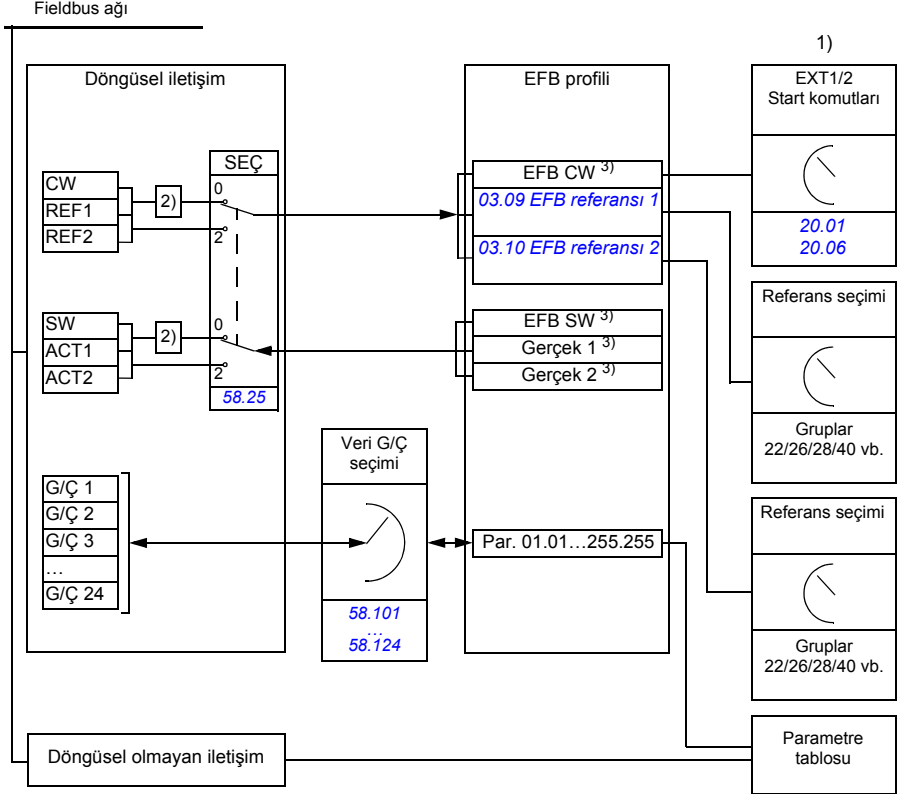 Fieldbus ağı
1)
Döngüsel iletişim
EFB profili
EXT1/2
Start komutları
SEÇ
CW
REF1
REF2
2)
0
2
EFB CW 3)
03.09 EFB referansı 1
03.10 EFB referansı 2
20.01
20.06
SW
ACT1
ACT2
2)
0
2
58.25
EFB SW 3)
Gerçek 1 3)
Gerçek 2 3)
Referans seçimi
Gruplar
22/26/28/40 vb.
Veri G/Ç
seçimi
G/Ç 1
G/Ç 2
G/Ç 3
…
G/Ç 24
58.101
…
58.124
Par. 01.01…255.255
Referans seçimi
Gruplar
22/26/28/40 vb.
Döngüsel olmayan iletişim
Parametre
tablosu